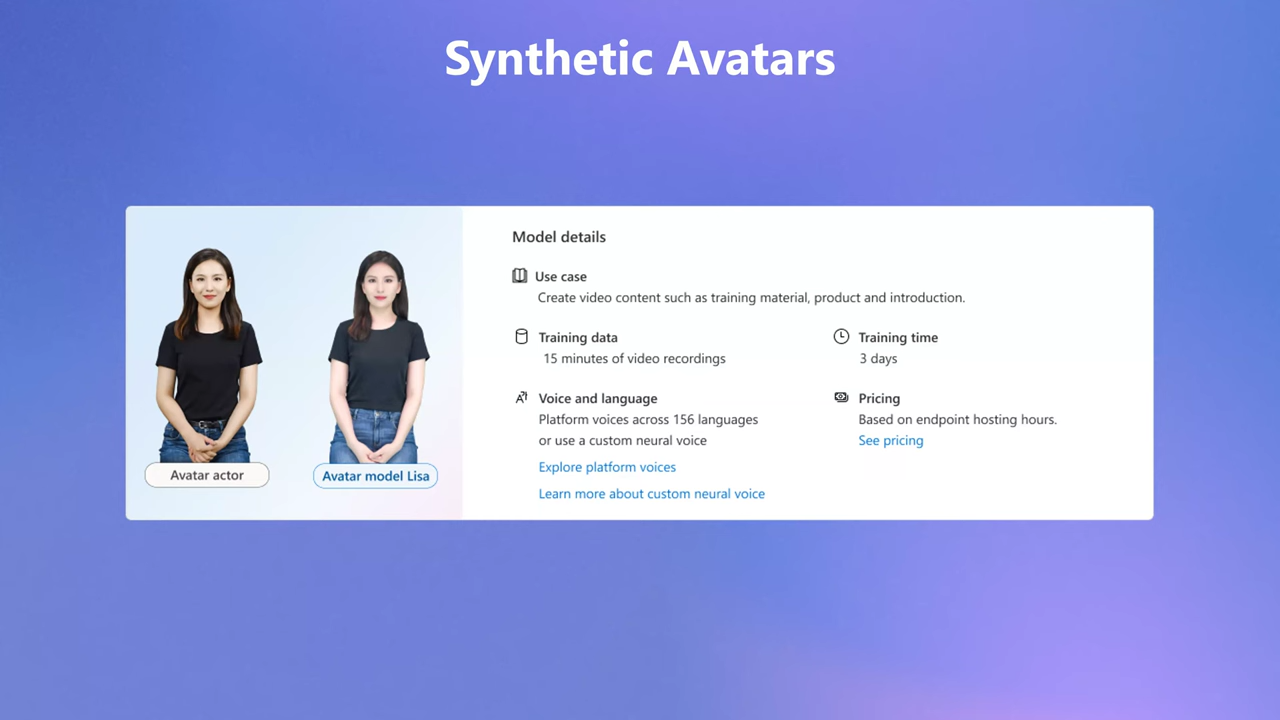 Synthetic Avatars
Avatar actor
Avatar model Lisa
Model details
Use case
Create video content such as training material, product and introduction.
Training data
15 minutes of video recordings
Training time
3 days
Voice and language
Platform voices across 156 languages
or use a custom neural voice
Explore platform voices
Learn more about custom neural voice
Pricing
Based on endpoint hosting hours.
See pricing